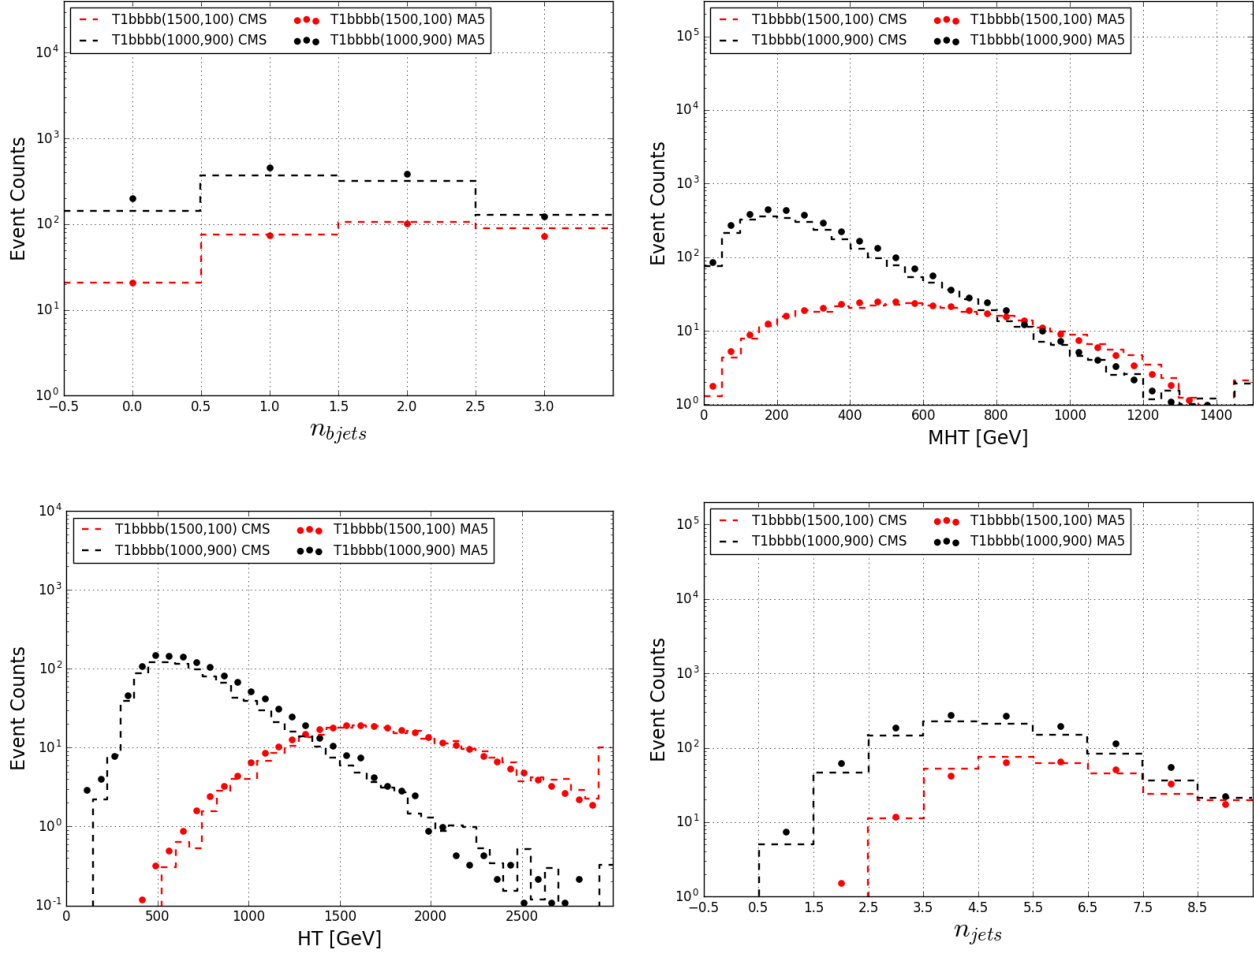 T1bbbb(1500,100) CMS T1bbbb(1500,100) MA5
T1bbbb(1000,900) CMS T1bbbb(1000,900) MA5
Event Counts
10^4
10^3
10^2
10^1
10^0
−0.5 0.0 0.5 1.0 1.5 2.0 2.5 3.0
n_{bjets}
T1bbbb(1500,100) CMS T1bbbb(1500,100) MA5
T1bbbb(1000,900) CMS T1bbbb(1000,900) MA5
Event Counts
10^5
10^4
10^3
10^2
10^1
10^0
0 200 400 600 800 1000 1200 1400
MHT [GeV]
T1bbbb(1500,100) CMS T1bbbb(1500,100) MA5
T1bbbb(1000,900) CMS T1bbbb(1000,900) MA5
Event Counts
10^4
10^3
10^2
10^1
10^0
10^-1
0 500 1000 1500 2000 2500
HT [GeV]
T1bbbb(1500,100) CMS T1bbbb(1500,100) MA5
T1bbbb(1000,900) CMS T1bbbb(1000,900) MA5
Event Counts
10^5
10^4
10^3
10^2
10^1
10^0
−0.5 0.5 1.5 2.5 3.5 4.5 5.5 6.5 7.5 8.5
n_{jets}